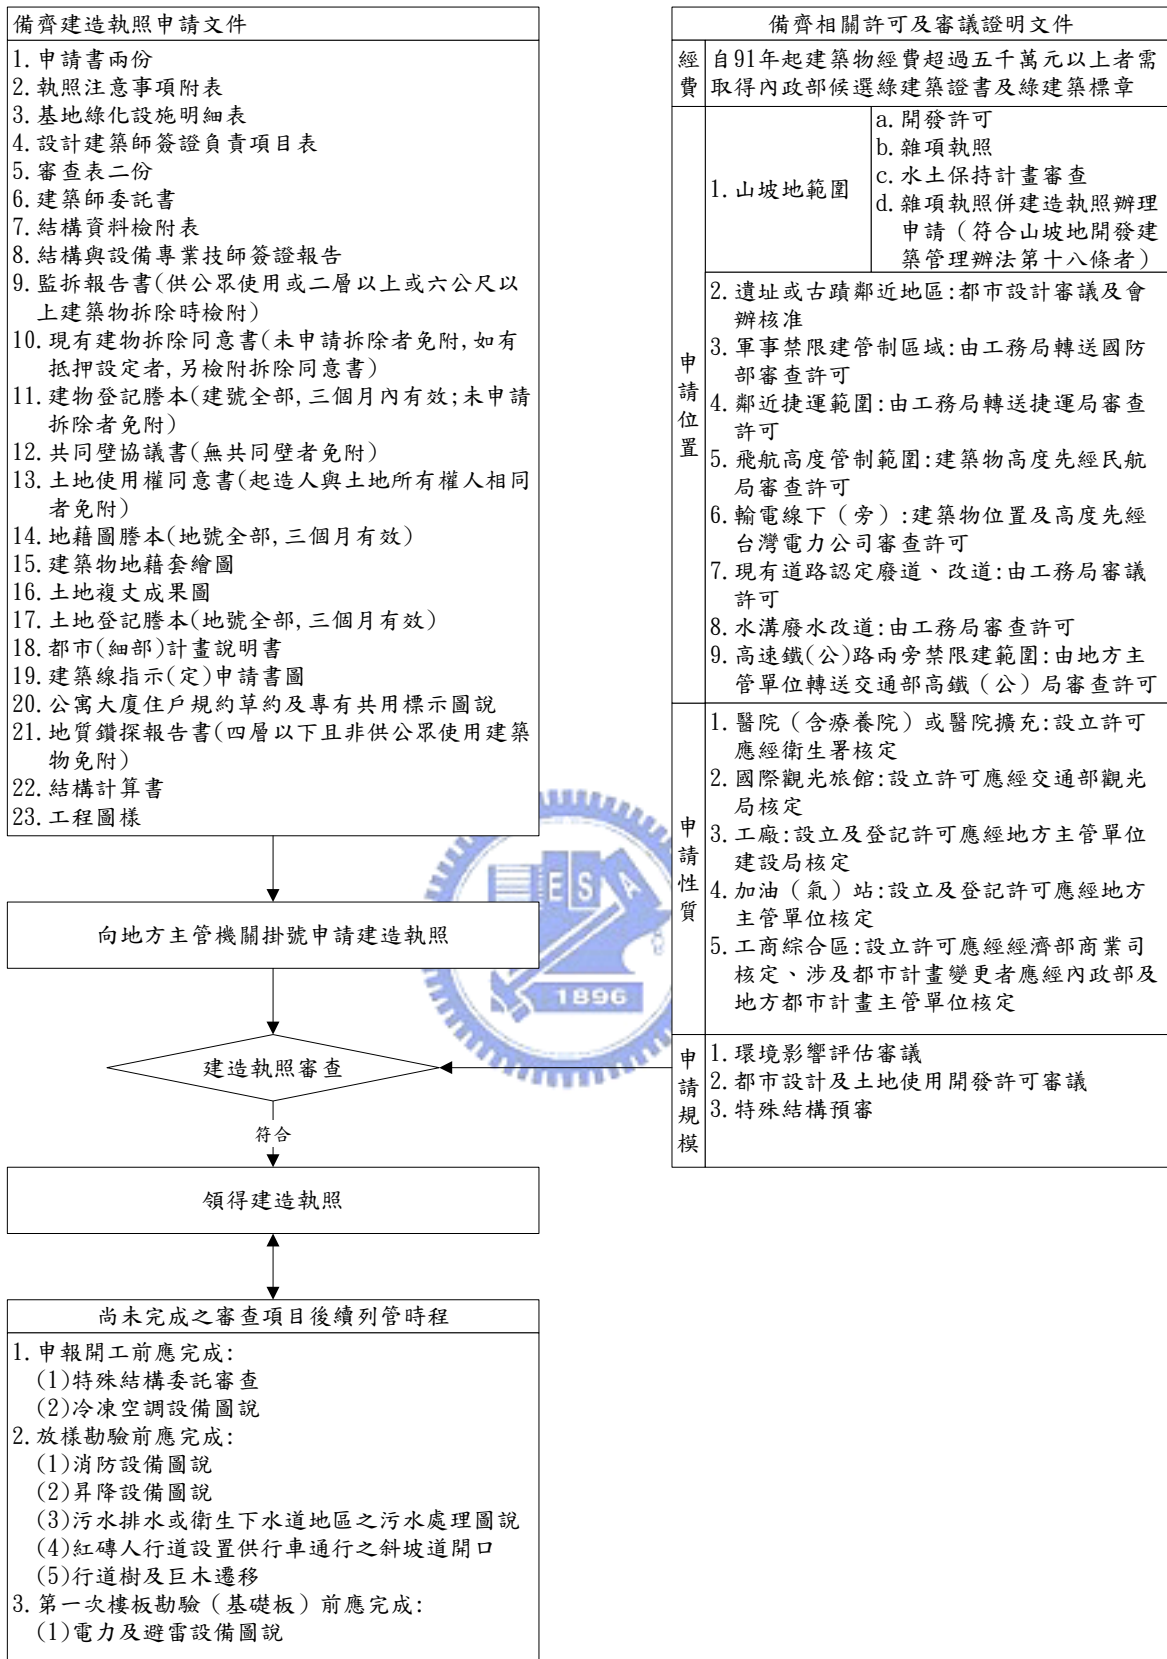 備齊建造執照申請文件
1.申請書兩份
2.執照注意事項附表
3.基地綠化設施明細表
4.設計建築師簽證負責項目表
5.審查表二份
6.建築師委託書
7.結構資料檢附表
8.結構與設備專業技師簽證報告
9.監拆報告書(供公眾使用或二層以上或六公尺以
上建築物拆除時檢附)
10.現有建物拆除同意書(未申請拆除者免附,如有
抵押設定者,另檢附拆除同意書)
11.建物登記謄本(建號全部,三個月內有效;未申請
拆除者免附)
12.共同壁協議書(無共同壁者免附)
13.土地使用權同意書(起造人與土地所有權人相同
者免附)
14.地藉圖謄本(地號全部,三個月有效)
15.建築物地藉套繪圖
16.土地複丈成果圖
17.土地登記謄本(地號全部,三個月有效)
18.都市(細部)計畫說明書
19.建築線指示(定)申請書圖
20.公寓大廈住戶規約草約及專有共用標示圖說
21.地質鑽探報告書(四層以下且非供公眾使用建築
物免附)
22.結構計算書
23.工程圖樣
向地方主管機關掛號申請建造執照
建造執照審查
符合
領得建造執照
尚未完成之審查項目後續列管時程
1.申報開工前應完成:
(1)特殊結構委託審查
(2)冷凍空調設備圖說
2.放樣勘驗前應完成:
(1)消防設備圖說
(2)昇降設備圖說
(3)污水排水或衛生下水道地區之污水處理圖說
(4)紅磚人行道設置供行車通行之斜坡道開口
(5)行道樹及巨木遷移
3.第一次樓板勘驗（基礎板）前應完成:
(1)電力及避雷設備圖說
備齊相關許可及審議證明文件
經費
自91年起建築物經費超過五千萬元以上者需
取得內政部候選綠建築證書及綠建築標章
申請位置
1.山坡地範圍
a.開發許可
b.雜項執照
c.水土保持計畫審查
d.雜項執照併建造執照辦理
申請（符合山坡地開發建
築管理辦法第十八條者）
2.遺址或古蹟鄰近地區:都市設計審議及會
辦核准
3.軍事禁限建管制區域:由工務局轉送國防
部審查許可
4.鄰近捷運範圍:由工務局轉送捷運局審查
許可
5.飛航高度管制範圍:建築物高度先經民航
局審查許可
6.輸電線下（旁）:建築物位置及高度先經
台灣電力公司審查許可
7.現有道路認定廢道、改道:由工務局審議
許可
8.水溝廢水改道:由工務局審查許可
9.高速鐵(公)路兩旁禁限建範圍:由地方主
管單位轉送交通部高鐵（公）局審查許可
申請性質
1.醫院（含療養院）或醫院擴充:設立許可
應經衛生署核定
2.國際觀光旅館:設立許可應經交通部觀光
局核定
3.工廠:設立及登記許可應經地方主管單位
建設局核定
4.加油（氣）站:設立及登記許可應經地方
主管單位核定
5.工商綜合區:設立許可應經經濟部商業司
核定、涉及都市計畫變更者應經內政部及
地方都市計畫主管單位核定
申請規模
1.環境影響評估審議
2.都市設計及土地使用開發許可審議
3.特殊結構預審
ESA
1896